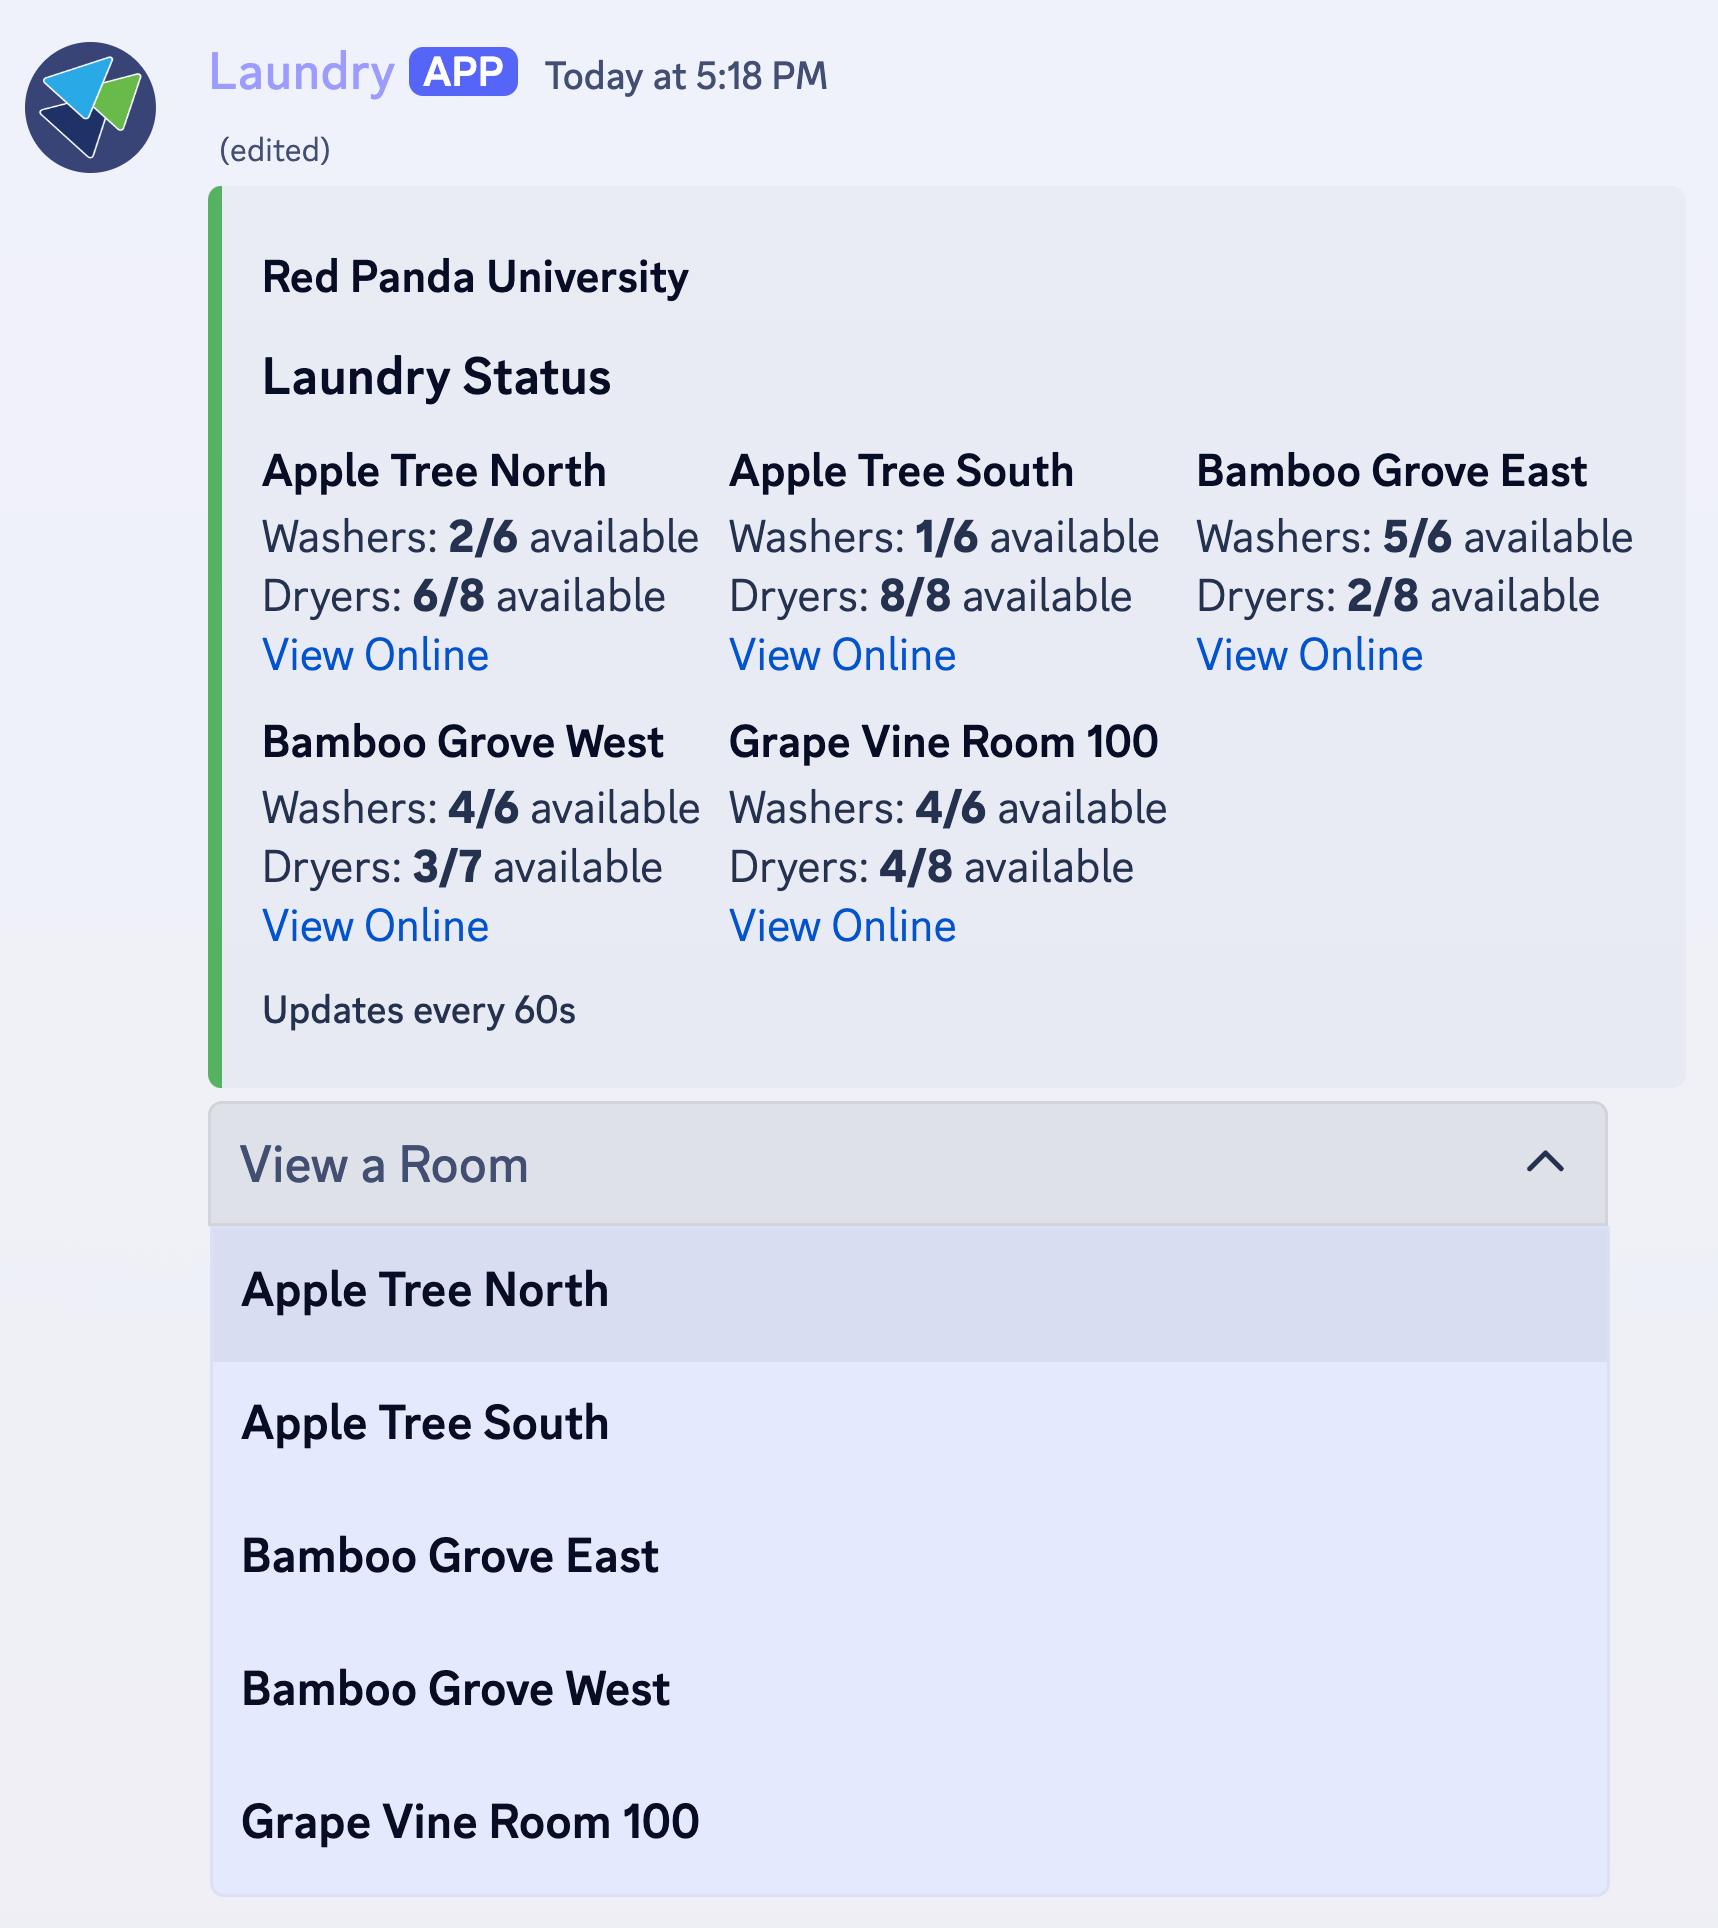 Laundry APP Today at 5:18 PM
(edited)
Red Panda University
Laundry Status
Apple Tree North
Washers: 2/6 available
Dryers: 6/8 available
View Online
Apple Tree South
Washers: 1/6 available
Dryers: 8/8 available
View Online
Bamboo Grove East
Washers: 5/6 available
Dryers: 2/8 available
View Online
Bamboo Grove West
Washers: 4/6 available
Dryers: 3/7 available
View Online
Grape Vine Room 100
Washers: 4/6 available
Dryers: 4/8 available
View Online
Updates every 60s
View a Room
Apple Tree North
Apple Tree South
Bamboo Grove East
Bamboo Grove West
Grape Vine Room 100